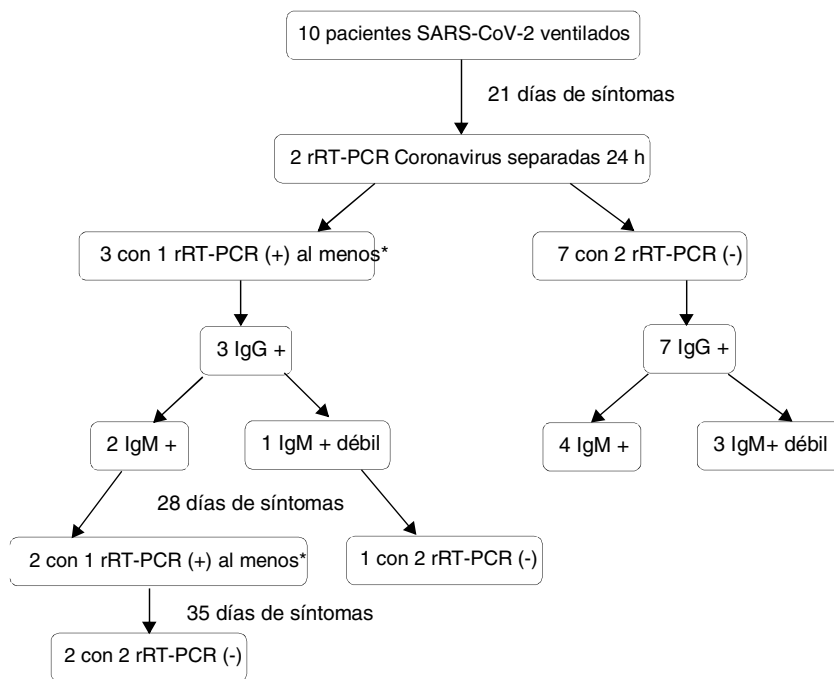 10 pacientes SARS-CoV-2 ventilados
21 días de síntomas
2 rRT-PCR Coronavirus separadas 24 h
3 con 1 rRT-PCR (+) al menos*
7 con 2 rRT-PCR (-)
3 IgG +
7 IgG +
2 IgM +
1 IgM + débil
4 IgM +
3 IgM+ débil
28 días de síntomas
2 con 1 rRT-PCR (+) al menos*
1 con 2 rRT-PCR (-)
35 días de síntomas
2 con 2 rRT-PCR (-)